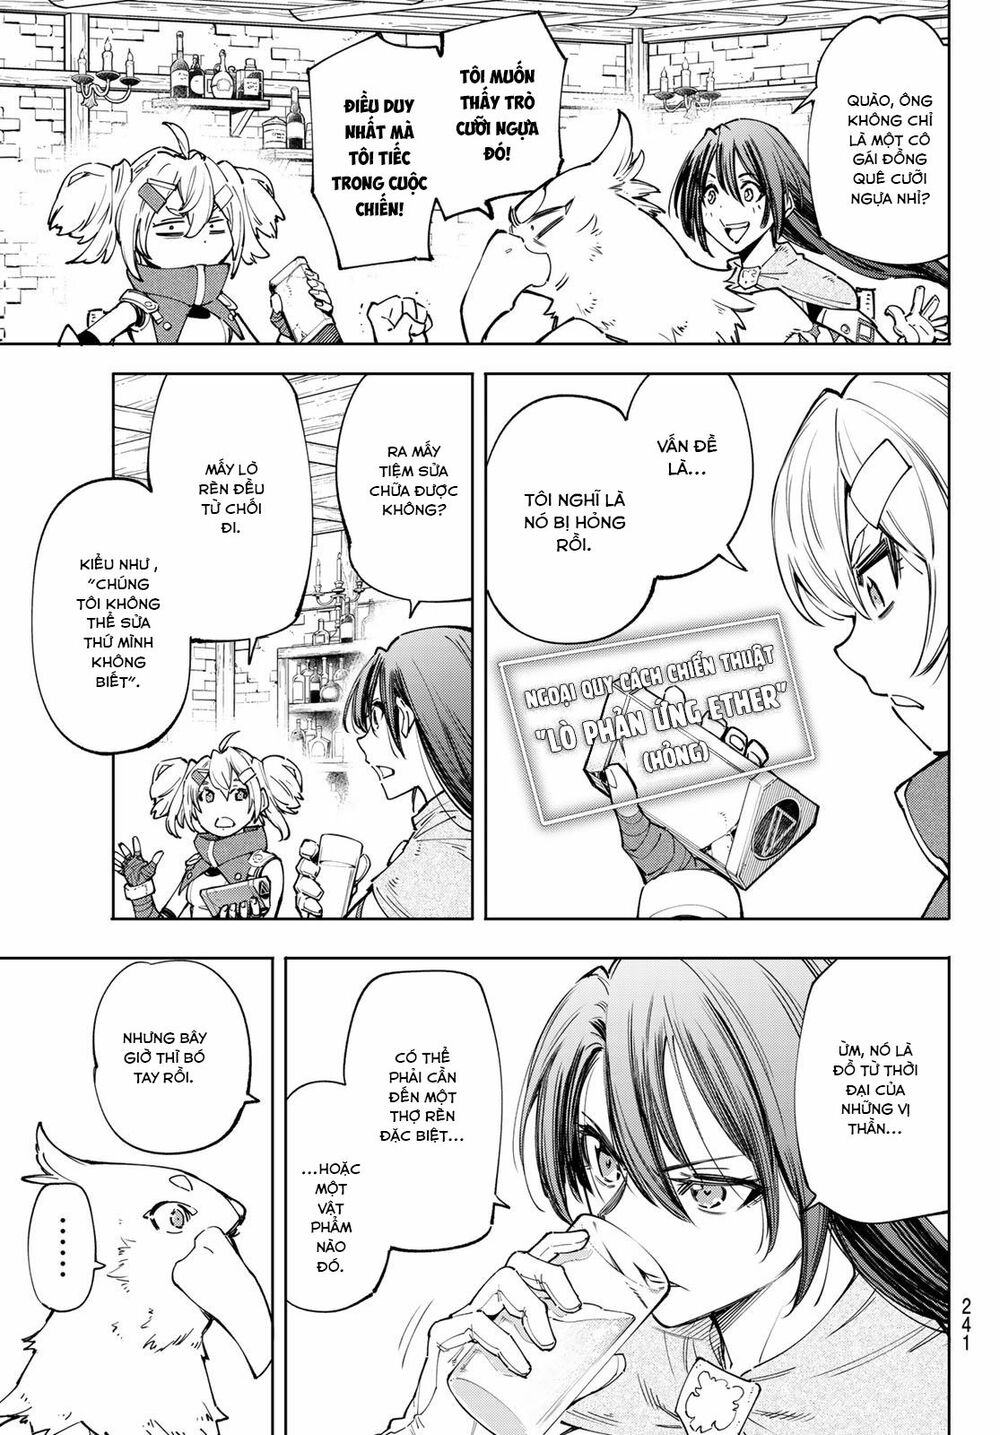 QUÀO, ÔNG
KHÔNG CHỈ
LÀ MỘT CÔ
GÁI ĐỒNG
QUÊ CƯỠI
NGỰA NHỈ?
TÔI MUỐN
THẤY TRÒ
CƯỠI NGỰA
ĐÓ!
ĐIỀU DUY
NHẤT MÀ
TÔI TIẾC
TRONG CUỘC
CHIẾN!
VẤN ĐỀ
LÀ...
TÔI NGHĨ LÀ
NÓ BỊ HỎNG
RỒI.
NGOẠI QUY CÁCH CHIẾN THUẬT
"LÒ PHẢN ỨNG ETHER"
(HỎNG)
RA MẤY
TIỆM SỬA
CHỮA ĐƯỢC
KHÔNG?
MẤY LÒ
RÈN ĐỀU
TỪ CHỐI
ĐI.
KIỂU NHƯ ,
"CHÚNG
TÔI KHÔNG
THỂ SỬA
THỨ MÌNH
KHÔNG
BIẾT".
ỪM, NÓ LÀ
ĐỒ TỪ THỜI
ĐẠI CỦA
NHỮNG VỊ
THẦN...
CÓ THỂ
PHẢI CẦN
ĐẾN MỘT
THỢ RÈN
ĐẶC BIỆT...
...HOẶC
MỘT
VẬT
PHẨM
NÀO
ĐÓ.
NHƯNG BÂY
GIỜ THÌ BÓ
TAY RỒI.
.....
241